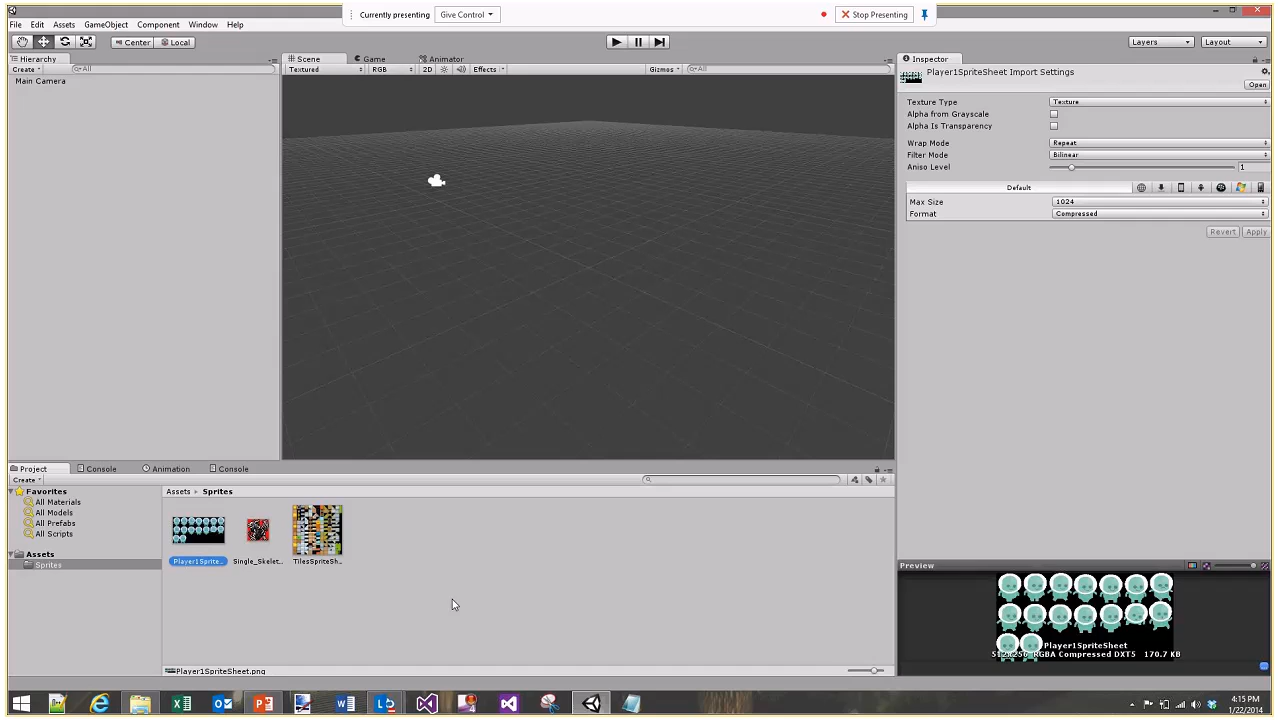 Currently presenting Give Control Stop Presenting
File Edit Assets GameObject Component Window Help
Center Local Layers Layout
Hierarchy Scene Game Animator Inspector
Create All Textured RGB 2D Effects Gizmos All
Main Camera
Player1SpriteSheet Import Settings
Open
Texture Type Texture
Alpha from Grayscale
Alpha Is Transparency
Wrap Mode Repeat
Filter Mode Bilinear
Aniso Level 1
Default
Max Size 1024
Format Compressed
Revert Apply
Project Console Animation Console
Create
Favorites
All Materials
All Models
All Prefabs
All Scripts
Assets
Sprites
Assets Sprites
Player1Sprite.. Single_Skelet.. TilesSpriteSh..
Player1SpriteSheet.png
Preview
Player1SpriteSheet
512x256 RGBA Compressed DXT5 170.7 KB
4:15 PM
1/22/2014